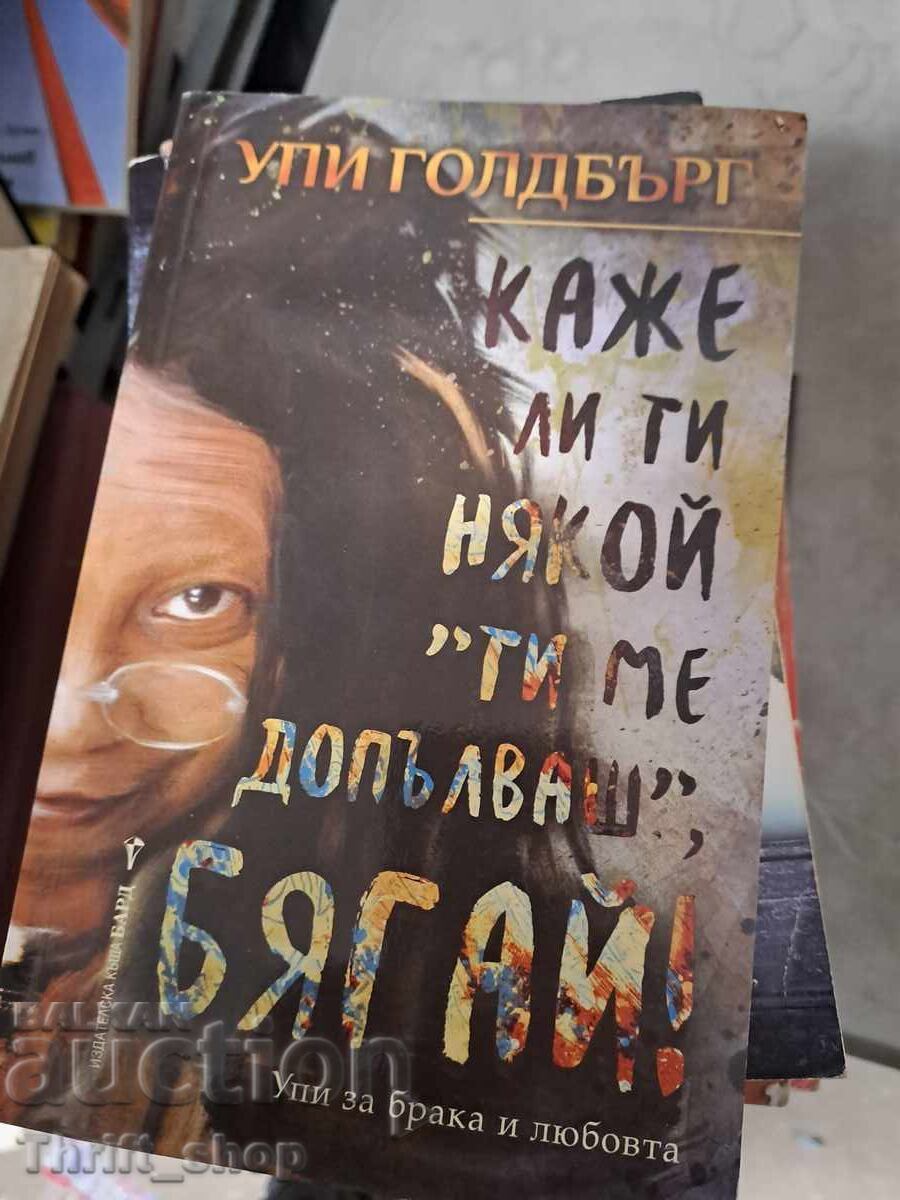 УПИ ГОЛДБЪРГ
КАЖЕ
ЛИ ТИ
НЯКОЙ
"ТИ МЕ
ДОПЪЛВАШ",
БЯГАЙ!
Упи за брака и любовта
ИЗДАТЕЛСКА КЪЩА БАРД
BALKAN
auction
Thrift_shop